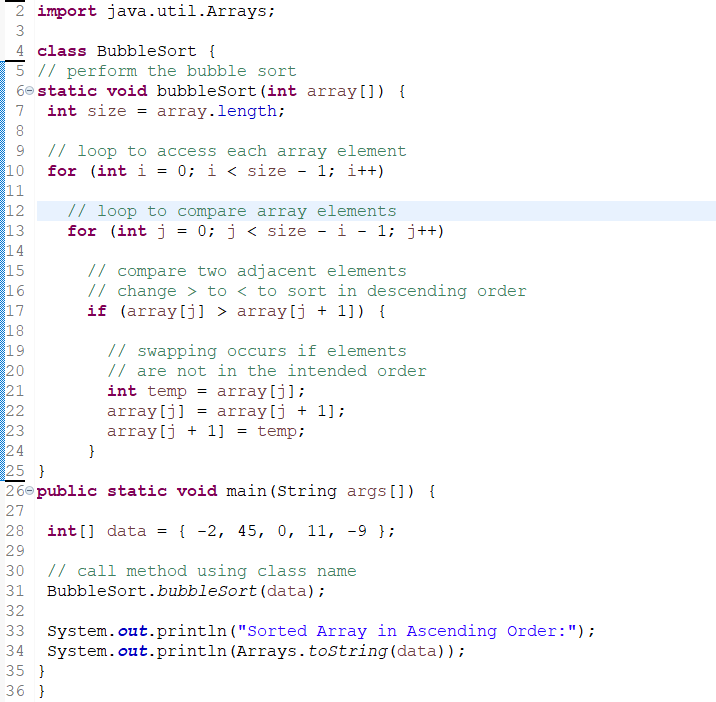 2 import java.util.Arrays;
3
4 class BubbleSort {
5 // perform the bubble sort
6 static void bubbleSort(int array[]) {
7 int size = array.length;
8
9 // loop to access each array element
10 for (int i = 0; i < size - 1; i++)
11
12 // loop to compare array elements
13 for (int j = 0; j < size - i - 1; j++)
14
15 // compare two adjacent elements
16 // change > to < to sort in descending order
17 if (array[j] > array[j + 1]) {
18
19 // swapping occurs if elements
20 // are not in the intended order
21 int temp = array[j];
22 array[j] = array[j + 1];
23 array[j + 1] = temp;
24 }
25 }
26 public static void main(String args[]) {
27
28 int[] data = { -2, 45, 0, 11, -9 };
29
30 // call method using class name
31 BubbleSort.bubbleSort(data);
32
33 System.out.println("Sorted Array in Ascending Order:");
34 System.out.println(Arrays.toString(data));
35 }
36 }